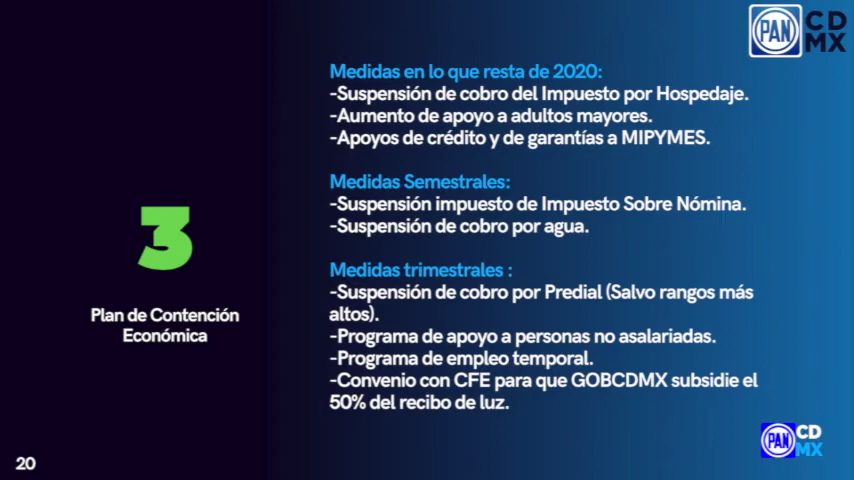 PAN CD
MX
Medidas en lo que resta de 2020:
-Suspensión de cobro del Impuesto por Hospedaje.
-Aumento de apoyo a adultos mayores.
-Apoyos de crédito y de garantías a MIPYMES.
Medidas Semestrales:
-Suspensión impuesto de Impuesto Sobre Nómina.
-Suspensión de cobro por agua.
3
Plan de Contención
Económica
Medidas trimestrales :
-Suspensión de cobro por Predial (Salvo rangos más
altos).
-Programa de apoyo a personas no asalariadas.
-Programa de empleo temporal.
-Convenio con CFE para que GOBCDMX subsidie el
50% del recibo de luz.
PAN CD
MX
20